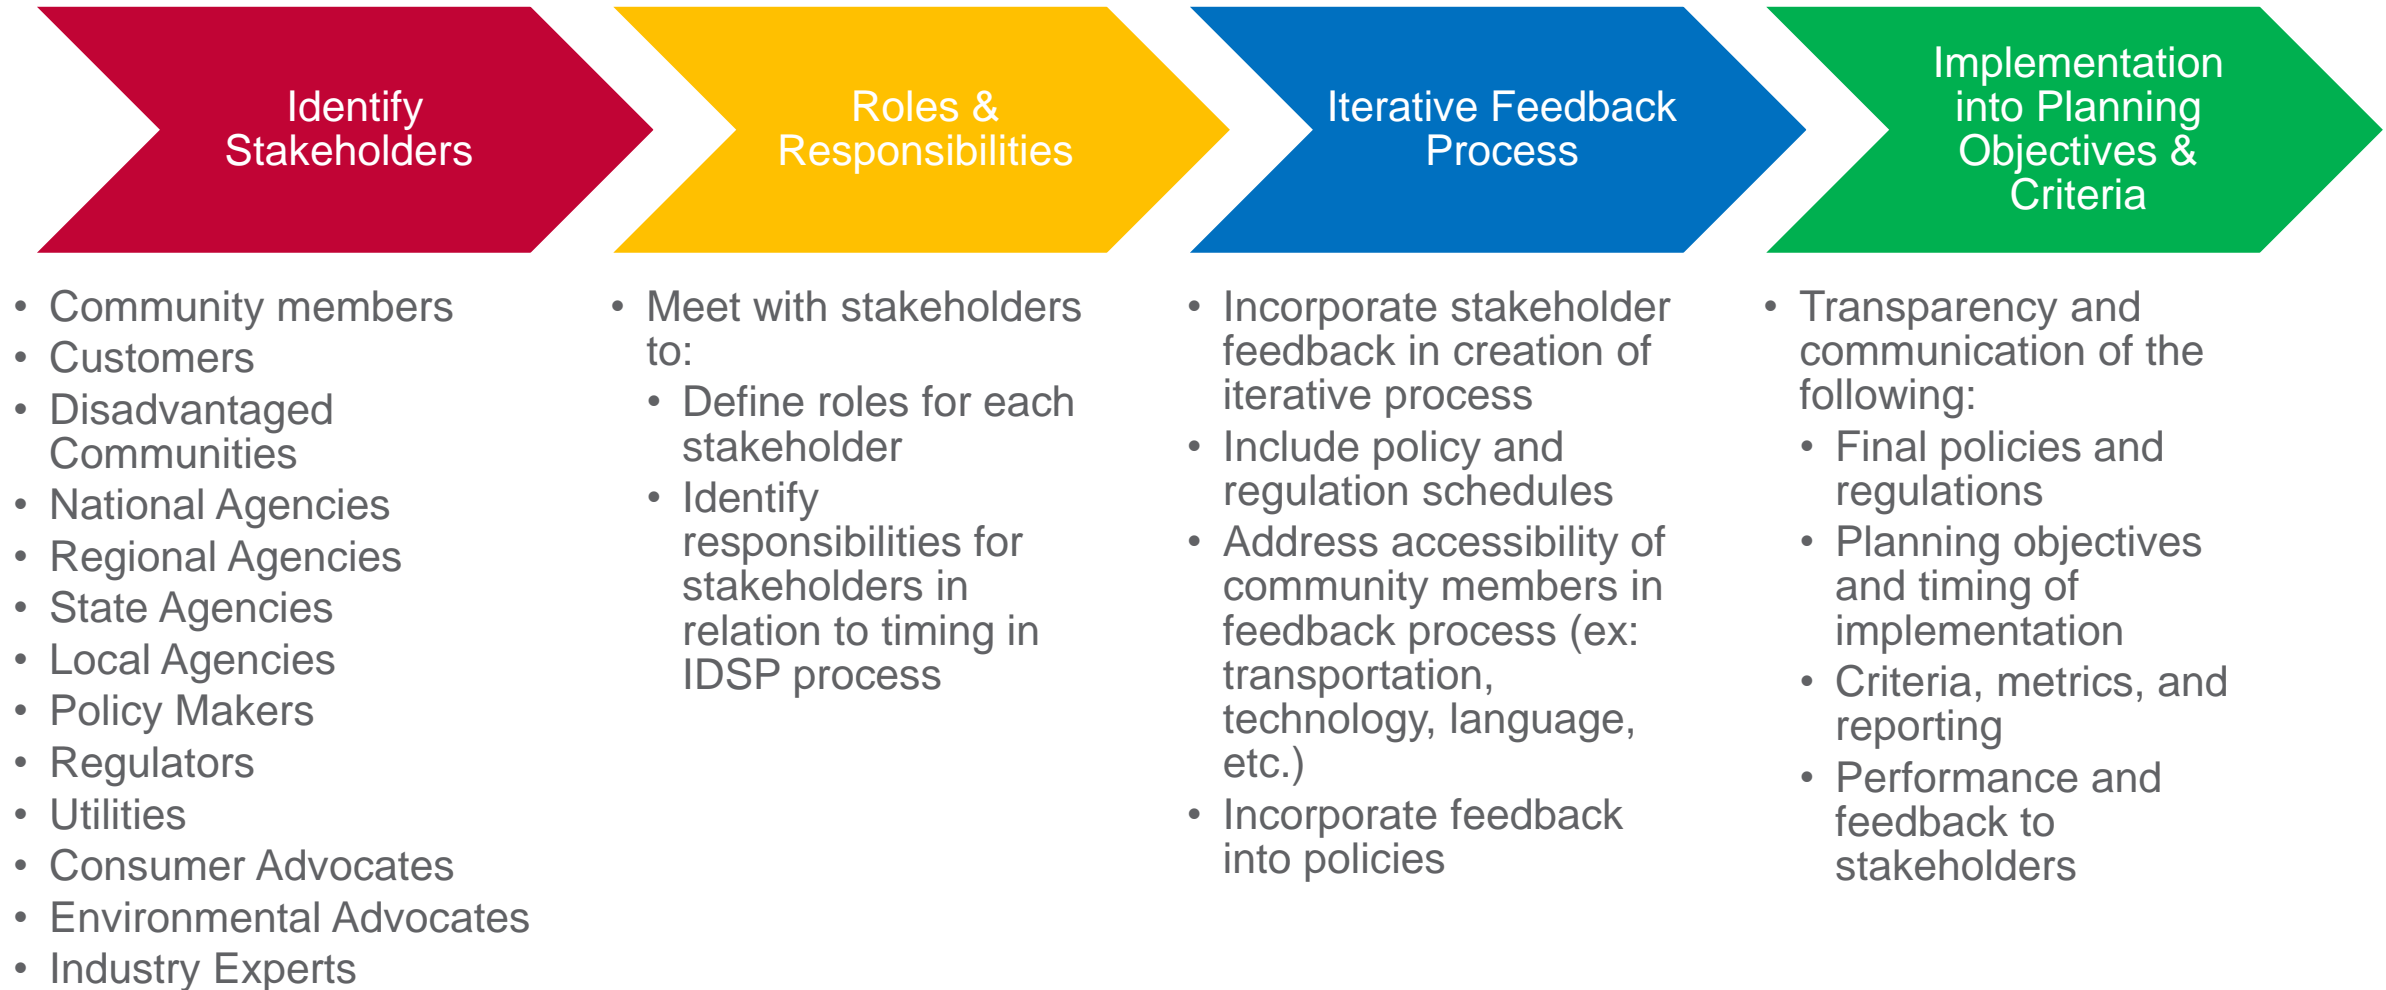 Identify
Stakeholders
• Community members
• Customers
• Disadvantaged
Communities
• National Agencies
• Regional Agencies
• State Agencies
• Local Agencies
• Policy Makers
• Regulators
• Utilities
• Consumer Advocates
• Environmental Advocates
• Industry Experts
Roles &
Responsibilities
• Meet with stakeholders
to:
• Define roles for each
stakeholder
• Identify
responsibilities for
stakeholders in
relation to timing in
IDSP process
Iterative Feedback
Process
• Incorporate stakeholder
feedback in creation of
iterative process
• Include policy and
regulation schedules
• Address accessibility of
community members in
feedback process (ex:
transportation,
technology, language,
etc.)
• Incorporate feedback
into policies
Implementation
into Planning
Objectives &
Criteria
• Transparency and
communication of the
following:
• Final policies and
regulations
• Planning objectives
and timing of
implementation
• Criteria, metrics, and
reporting
• Performance and
feedback to
stakeholders